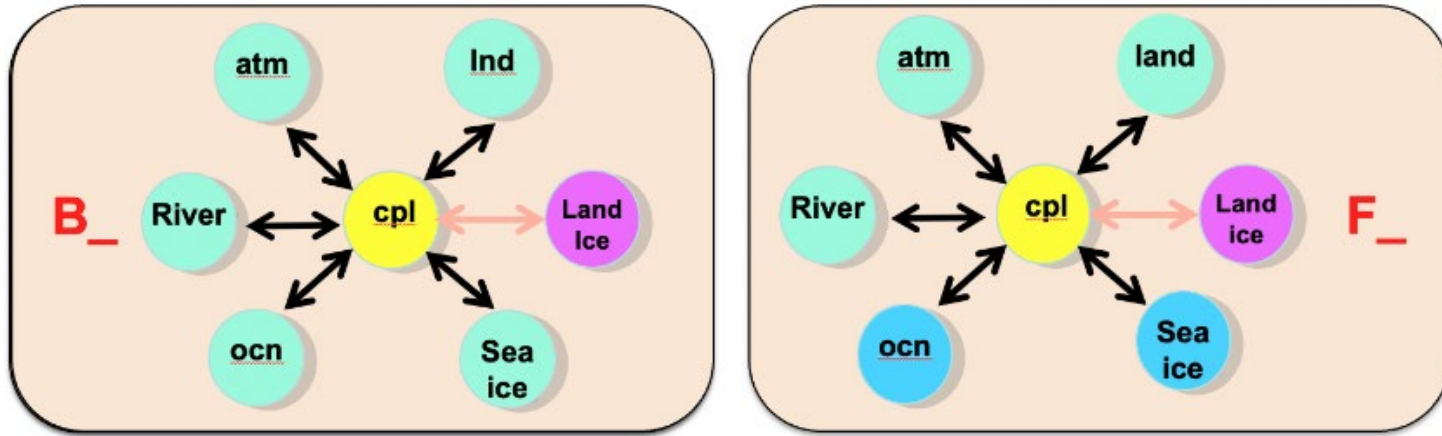 atm
lnd
B_
River
cpl
Land
Ice
ocn
Sea
ice
atm
land
River
cpl
Land
ice
F_
ocn
Sea
ice